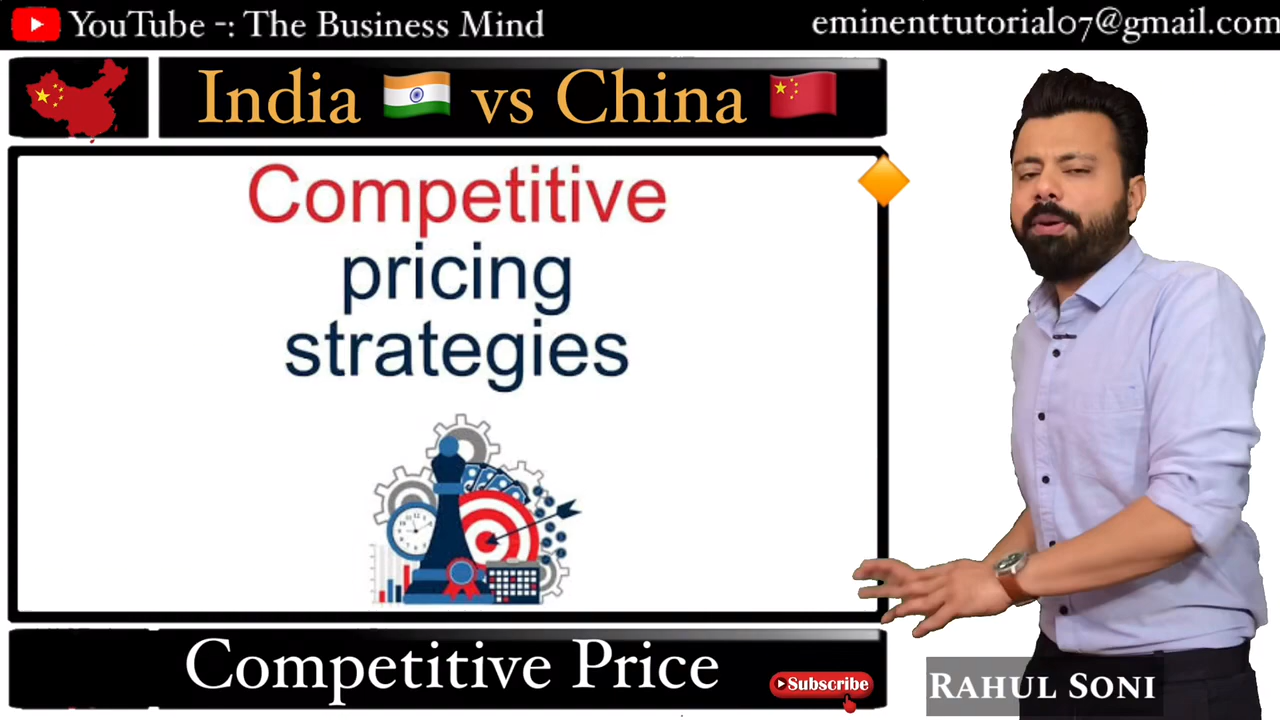 YouTube -: The Business Mind
eminenttutorial07@gmail.com
India 🇮🇳 vs China 🇨🇳
Competitive
pricing
strategies
Competitive Price
Subscribe
RAHUL SONI